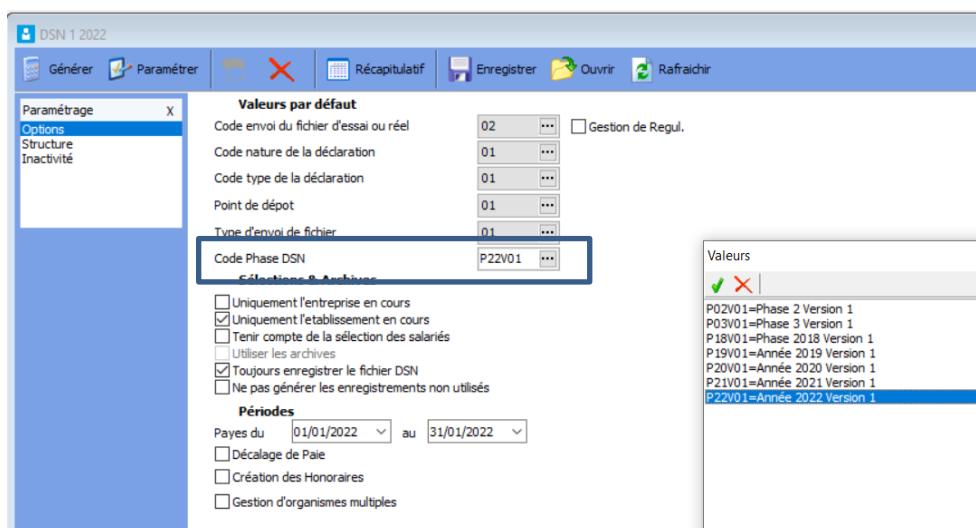 DSN 1 2022
Générer Paramétrer Récapitulatif Enregistrer Ouvrir Rafraichir
Paramétrage X
Options
Structure
Inactivité
Valeurs par défaut
Code envoi du fichier d'essai ou réel 02 ... Gestion de Regul.
Code nature de la déclaration 01 ...
Code type de la déclaration 01 ...
Point de dépot 01 ...
Type d'envoi de fichier 01 ...
Code Phase DSN P22V01 ...
Sélections & Archives
Uniquement l'entreprise en cours
Uniquement l'etablissement en cours
Tenir compte de la sélection des salariés
Utiliser les archives
Toujours enregistrer le fichier DSN
Ne pas générer les enregistrements non utilisés
Périodes
Payes du 01/01/2022 au 31/01/2022
Décalage de Paie
Création des Honoraires
Gestion d'organismes multiples
Valeurs
P02V01=Phase 2 Version 1
P03V01=Phase 3 Version 1
P18V01=Phase 2018 Version 1
P19V01=Année 2019 Version 1
P20V01=Année 2020 Version 1
P21V01=Année 2021 Version 1
P22V01=Année 2022 Version 1